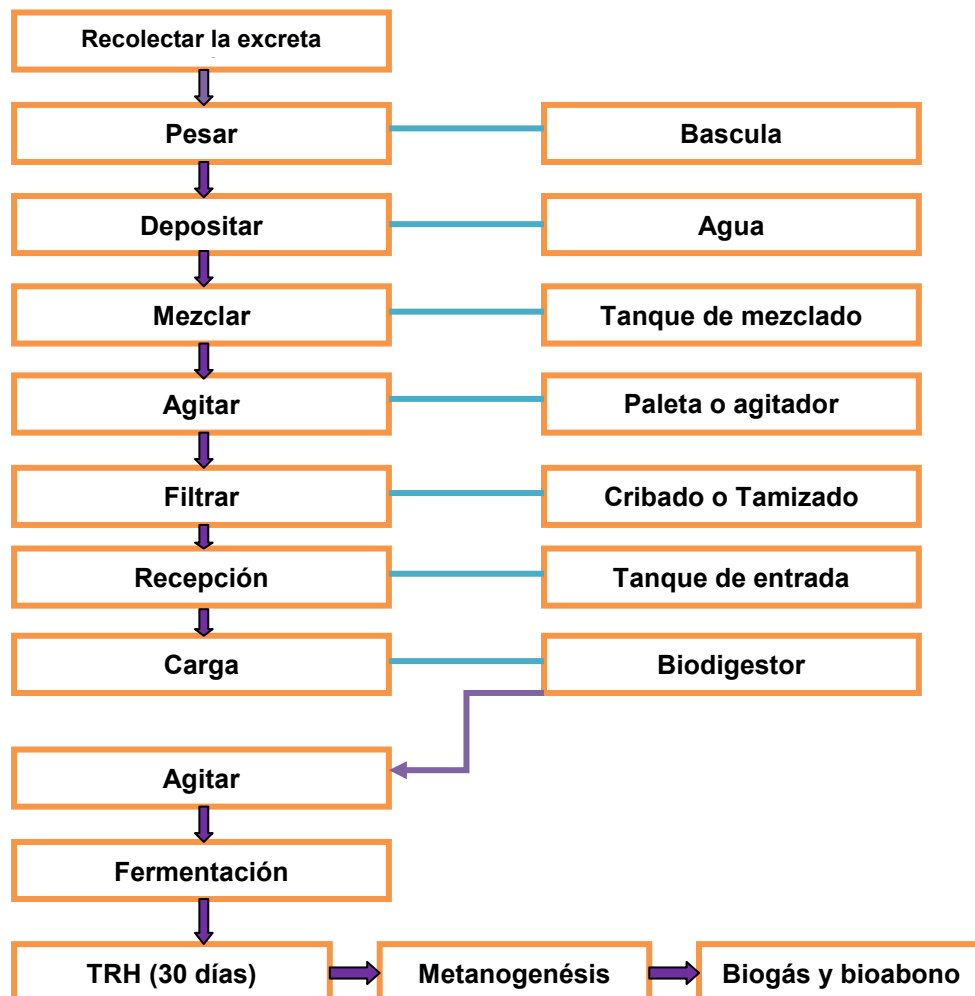 Recolectar la excreta
Pesar
Bascula
Depositar
Agua
Mezclar
Tanque de mezclado
Agitar
Paleta o agitador
Filtrar
Cribado o Tamizado
Recepción
Tanque de entrada
Carga
Biodigestor
Agitar
Fermentación
TRH (30 días)
Metanogenésis
Biogás y bioabono